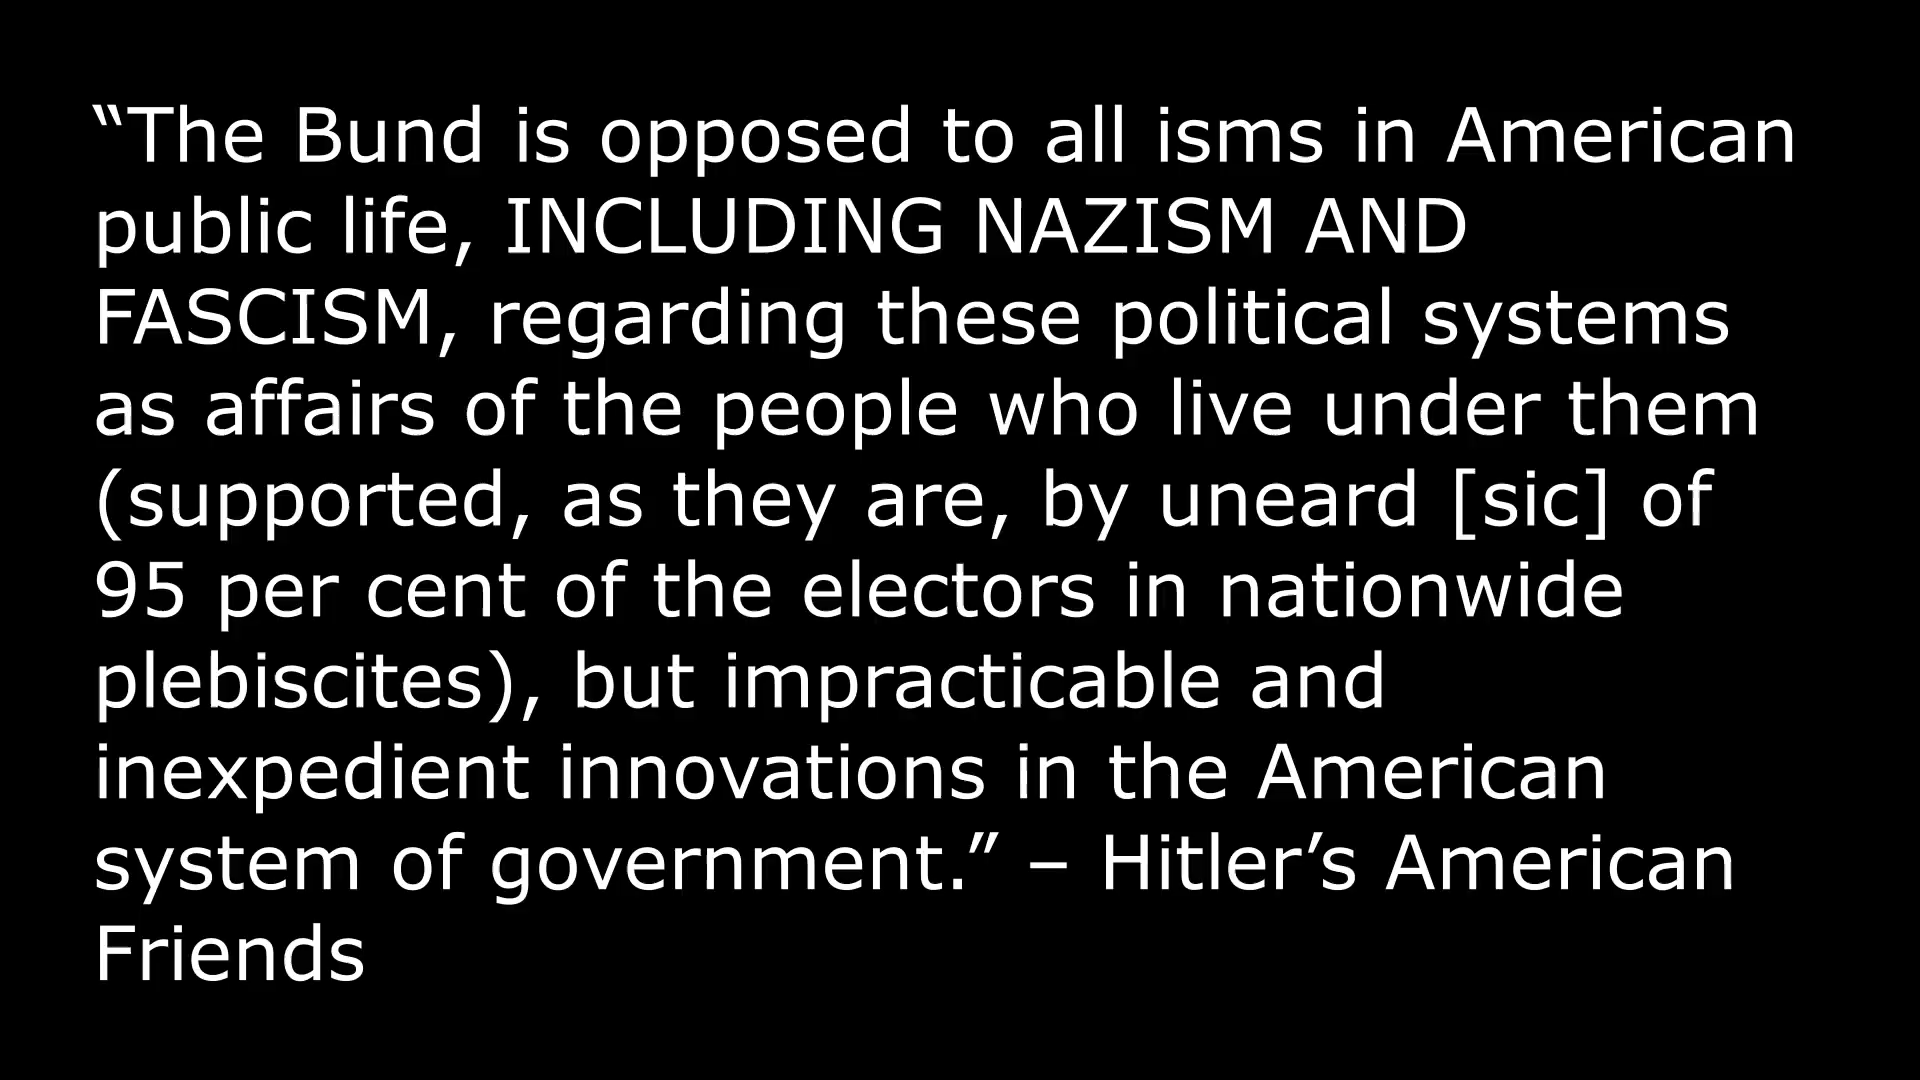 “The Bund is opposed to all isms in American
public life, INCLUDING NAZISM AND
FASCISM, regarding these political systems
as affairs of the people who live under them
(supported, as they are, by uneard [sic] of
95 per cent of the electors in nationwide
plebiscites), but impracticable and
inexpedient innovations in the American
system of government.” – Hitler’s American
Friends